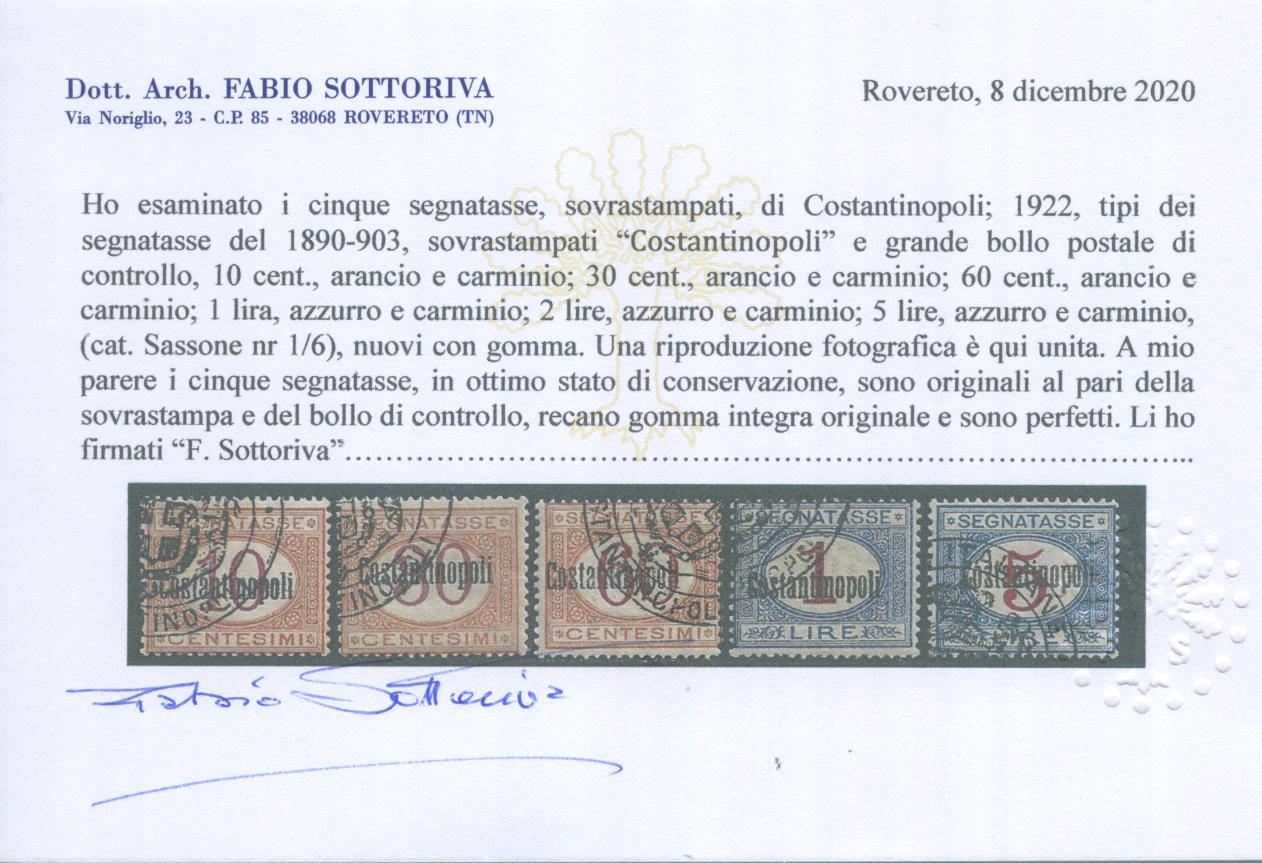 Dott. Arch. FABIO SOTTORIVA
Via Noriglio, 23 - C.P. 85 - 38068 ROVERETO (TN)
Rovereto, 8 dicembre 2020
Ho esaminato i cinque segnatasse, sovrastampati, di Costantinopoli; 1922, tipi dei
segnatasse del 1890-903, sovrastampati “Costantinopoli” e grande bollo postale di
controllo, 10 cent., arancio e carminio; 30 cent., arancio e carminio; 60 cent., arancio e
carminio; 1 lira, azzurro e carminio; 2 lire, azzurro e carminio; 5 lire, azzurro e carminio,
(cat. Sassone nr 1/6), nuovi con gomma. Una riproduzione fotografica è qui unita. A mio
parere i cinque segnatasse, in ottimo stato di conservazione, sono originali al pari della
sovrastampa e del bollo di controllo, recano gomma integra originale e sono perfetti. Li ho
firmati “F. Sottoriva”...........................................................................................
SEGNATASSE SEGNATASSE SEGNATASSE SEGNATASSE SEGNATASSE
10 30 60 1 5
Costantinopoli Costantinopoli Costantinopoli Costantinopoli Costantinopoli
CENTESIMI CENTESIMI CENTESIMI LIRE LIRE
Fabio Sottoriva